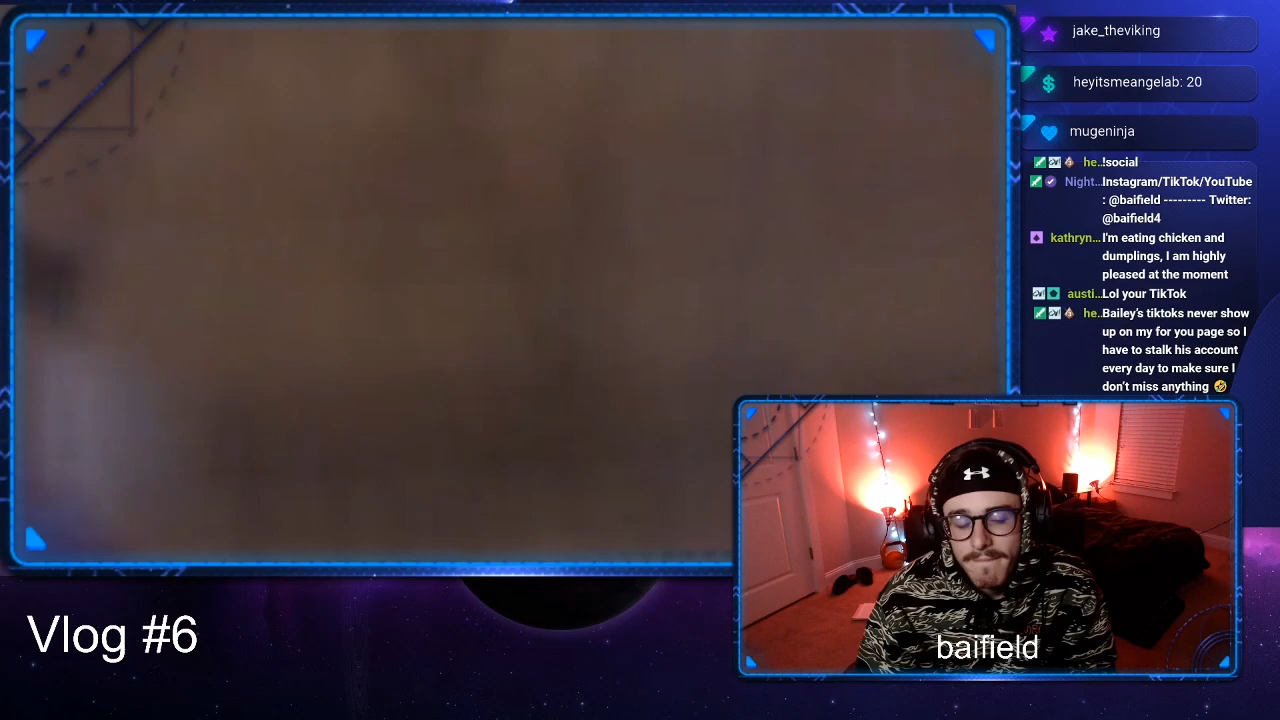 jake_theviking
heyitsmeangelab: 20
mugeninja
he..!social
Night...Instagram/TikTok/YouTube
: @baifield --------- Twitter:
@baifield4
kathryn...I'm eating chicken and
dumplings, I am highly
pleased at the moment
austi...Lol your TikTok
he..Bailey's tiktoks never show
up on my for you page so I
have to stalk his account
every day to make sure I
don't miss anything 🤣
Vlog #6
baifield